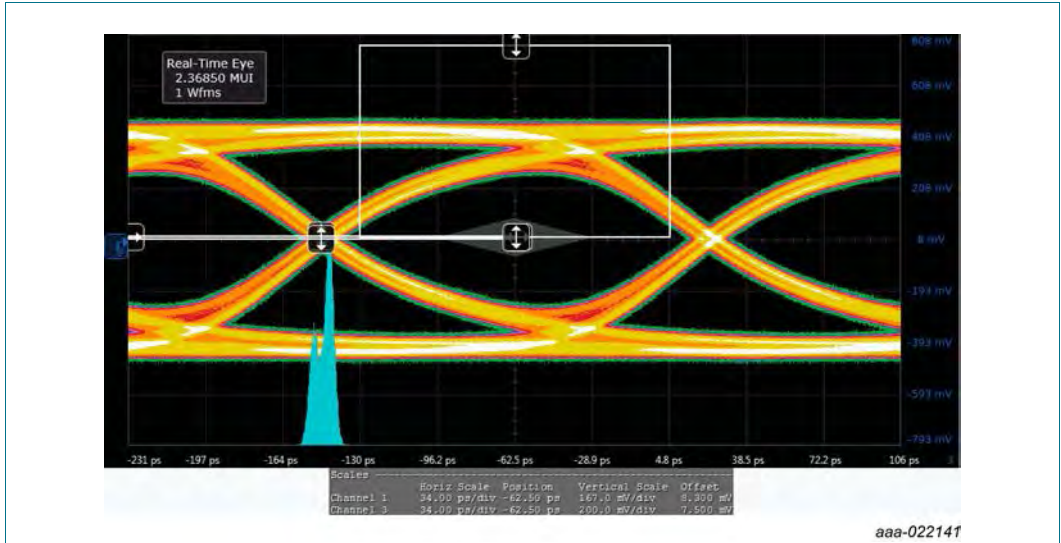 Real-Time Eye
2.36850 MUI
1 Wfms
808 mV
608 mV
408 mV
208 mV
8 mV
-193 mV
-393 mV
-593 mV
-793 mV
-231 ps -197 ps -164 ps -130 ps -96.2 ps -62.5 ps -28.9 ps 4.8 ps 38.5 ps 72.2 ps 106 ps
Scales
Horiz Scale Position Vertical Scale Offset
Channel 1 34.00 ps/div -62.50 ps 167.0 mV/div 8.300 mV
Channel 3 34.00 ps/div -62.50 ps 200.0 mV/div 7.500 mV
aaa-022141